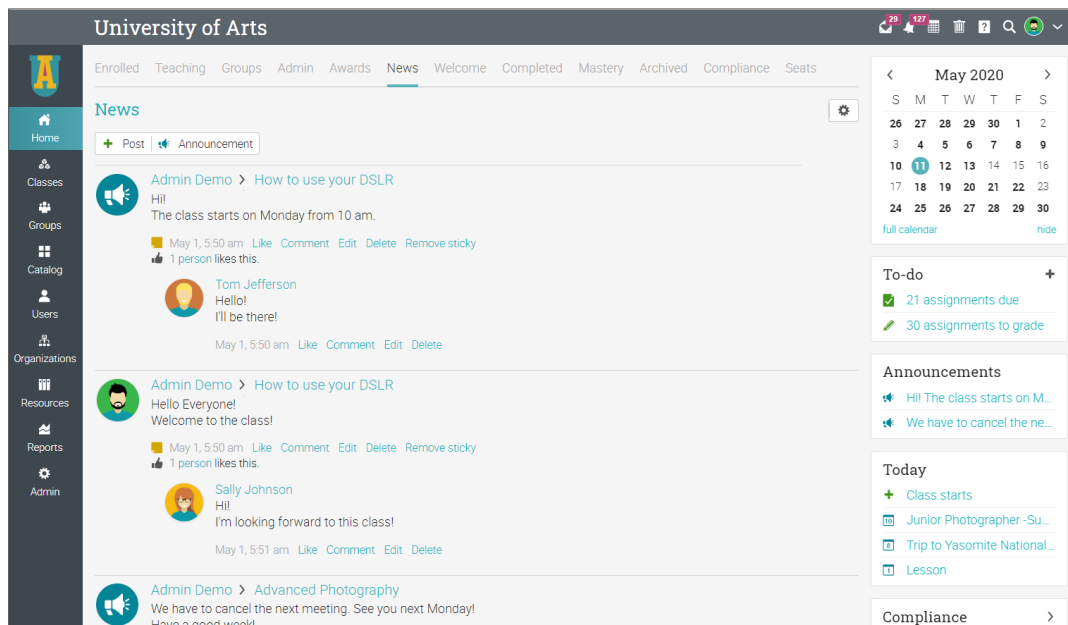 University of Arts
29
127
A
Home
Classes
Groups
Catalog
Users
Organizations
Resources
Reports
Admin
Enrolled Teaching Groups Admin Awards News Welcome Completed Mastery Archived Compliance Seats
News
+ Post
Announcement
Admin Demo > How to use your DSLR
Hi!
The class starts on Monday from 10 am.
May 1, 5:50 am Like Comment Edit Delete Remove sticky
1 person likes this.
Tom Jefferson
Hello!
I'll be there!
May 1, 5:50 am Like Comment Edit Delete
Admin Demo > How to use your DSLR
Hello Everyone!
Welcome to the class!
May 1, 5:50 am Like Comment Edit Delete Remove sticky
1 person likes this.
Sally Johnson
Hi!
I'm looking forward to this class!
May 1, 5:51 am Like Comment Edit Delete
Admin Demo > Advanced Photography
We have to cancel the next meeting. See you next Monday!
Have a good week!
< May 2020 >
S M T W T F S
26 27 28 29 30 1 2
3 4 5 6 7 8 9
10 11 12 13 14 15 16
17 18 19 20 21 22 23
24 25 26 27 28 29 30
full calendar hide
To-do +
21 assignments due
30 assignments to grade
Announcements
Hi! The class starts on M...
We have to cancel the ne...
Today
+ Class starts
10 Junior Photographer -Su...
8 Trip to Yasomite National...
1 Lesson
Compliance >